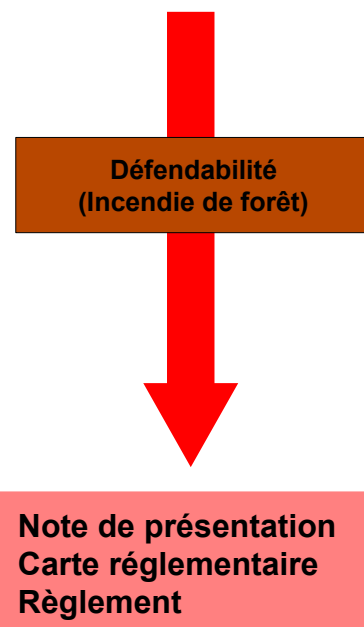 Défendabilité
(Incendie de forêt)
Note de présentation
Carte réglementaire
Règlement